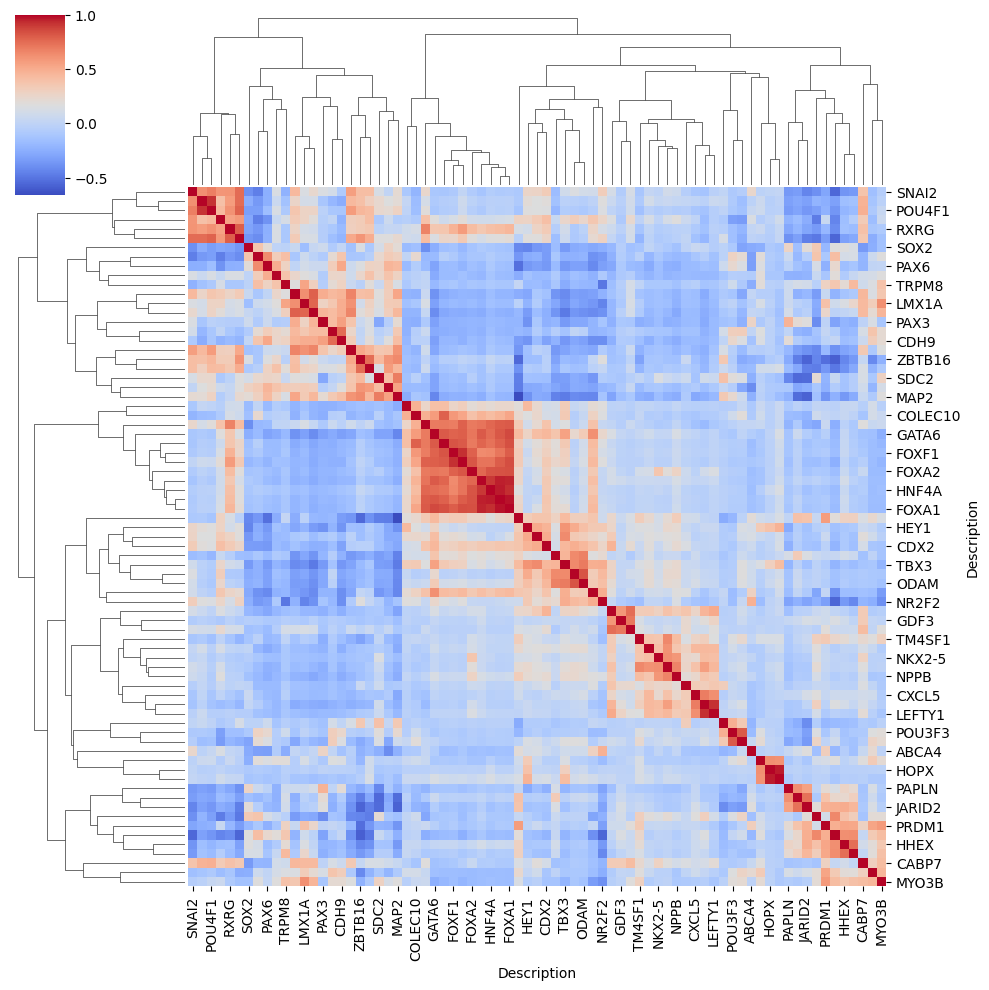 1.0
0.5
0.0
−0.5
SNAI2
POU4F1
RXRG
SOX2
PAX6
TRPM8
LMX1A
PAX3
CDH9
ZBTB16
SDC2
MAP2
COLEC10
GATA6
FOXF1
FOXA2
HNF4A
FOXA1
HEY1
CDX2
TBX3
ODAM
NR2F2
GDF3
TM4SF1
NKX2-5
NPPB
CXCL5
LEFTY1
POU3F3
ABCA4
HOPX
PAPLN
JARID2
PRDM1
HHEX
CABP7
MYO3B
Description
SNAI2
POU4F1
RXRG
SOX2
PAX6
TRPM8
LMX1A
PAX3
CDH9
ZBTB16
SDC2
MAP2
COLEC10
GATA6
FOXF1
FOXA2
HNF4A
FOXA1
HEY1
CDX2
TBX3
ODAM
NR2F2
GDF3
TM4SF1
NKX2-5
NPPB
CXCL5
LEFTY1
POU3F3
ABCA4
HOPX
PAPLN
JARID2
PRDM1
HHEX
CABP7
MYO3B
Description